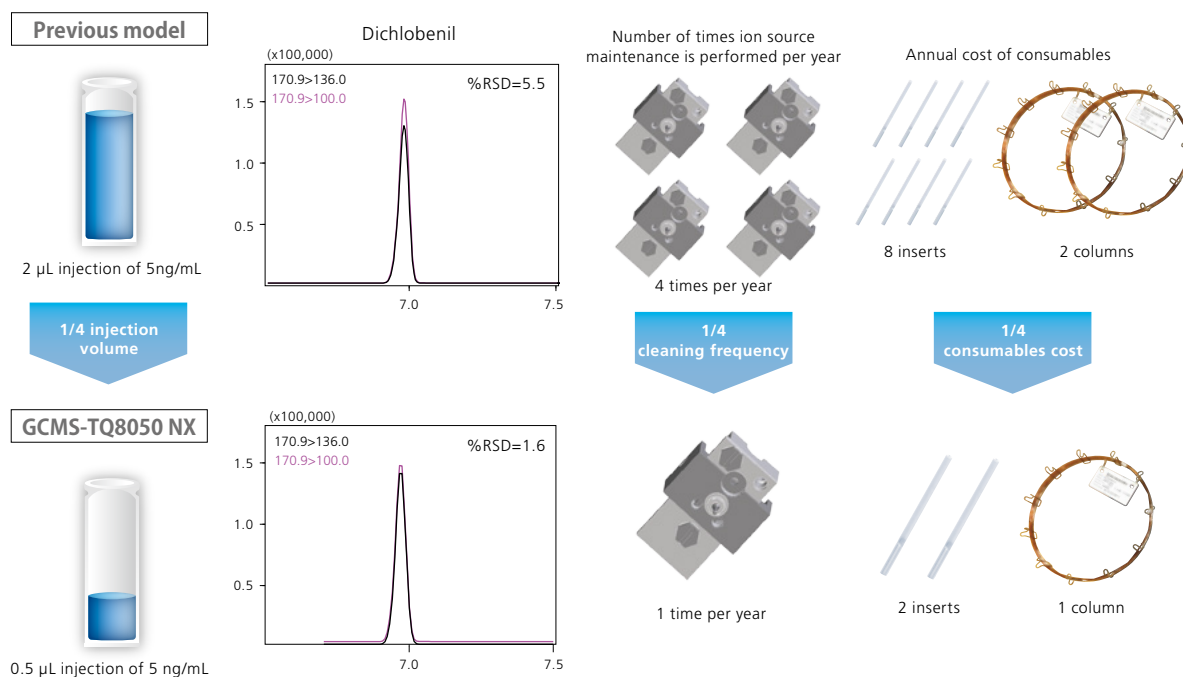 Previous model
2 µL injection of 5ng/mL
1/4 injection
volume
GCMS-TQ8050 NX
0.5 µL injection of 5 ng/mL
Dichlobenil
(x100,000)
170.9>136.0
170.9>100.0
%RSD=5.5
1.5
1.0
0.5
7.0
7.5
(x100,000)
170.9>136.0
170.9>100.0
%RSD=1.6
1.5
1.0
0.5
7.0
7.5
Number of times ion source
maintenance is performed per year
4 times per year
1/4
cleaning frequency
1 time per year
Annual cost of consumables
8 inserts
2 columns
1/4
consumables cost
2 inserts
1 column